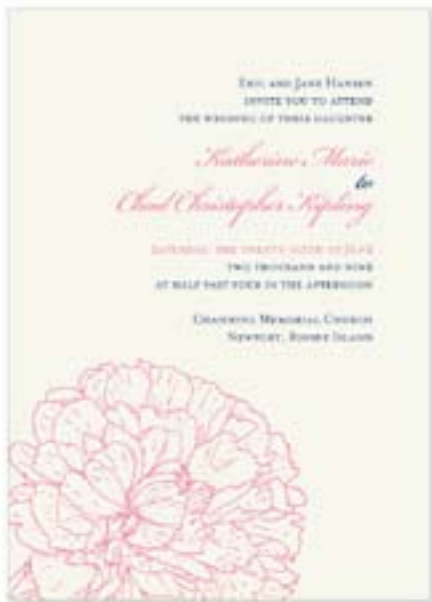 Eric and Jane Hansen
invite you to attend
the wedding of their daughter
Katherine Marie
to
Chad Christopher Kipling
Saturday, the twenty-      of June
two thousand and nine
at half past four in the afternoon
Channing Memorial Church
Newport, Rhode Island